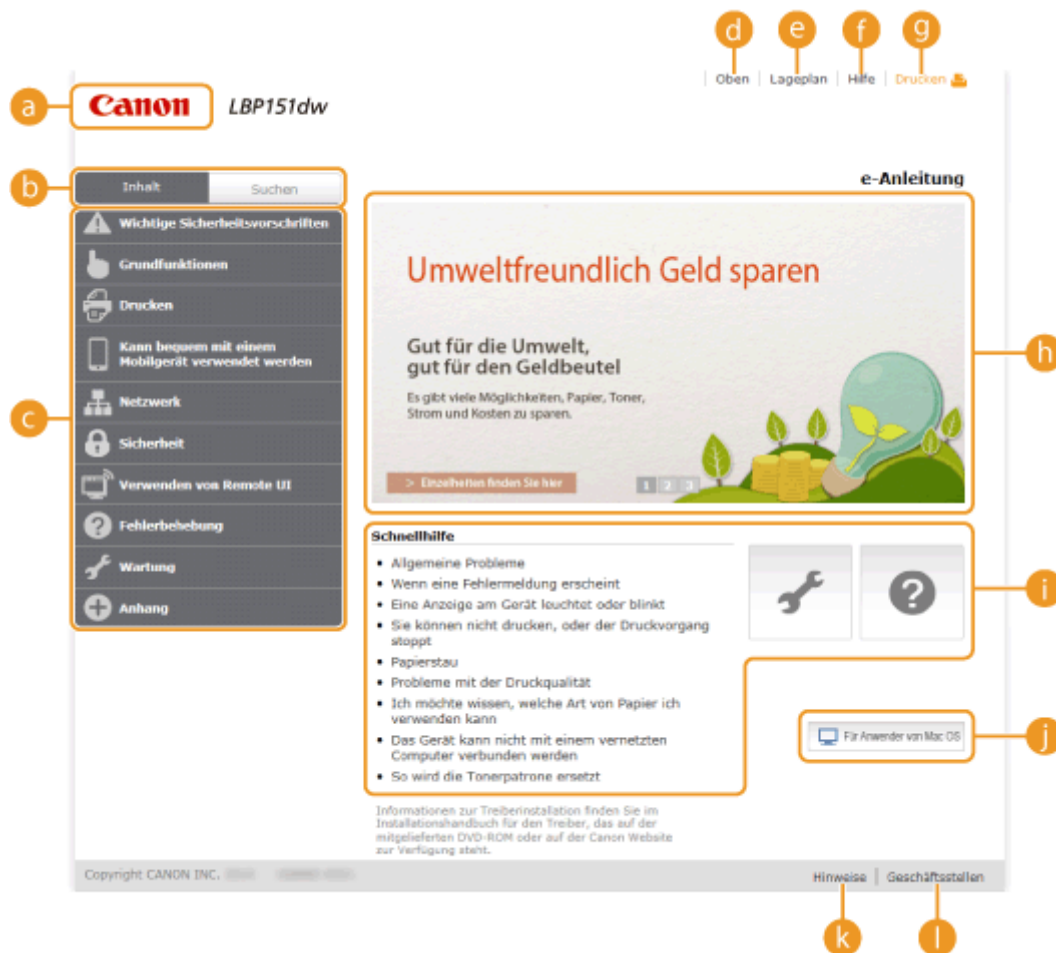 d e f g
Oben | Lageplan | Hilfe | Drucken
a
Canon LBP151dw
b
Inhalt Suchen
e-Anleitung
c
Wichtige Sicherheitsvorschriften
Grundfunktionen
Drucken
Kann bequem mit einem
Mobilgerät verwendet werden
Netzwerk
Sicherheit
Verwenden von Remote UI
Fehlerbehebung
Wartung
Anhang
Umweltfreundlich Geld sparen
Gut für die Umwelt,
gut für den Geldbeutel
Es gibt viele Möglichkeiten, Papier, Toner,
Strom und Kosten zu sparen.
> Einzelheiten finden Sie hier
1 2 3
h
Schnellhilfe
• Allgemeine Probleme
• Wenn eine Fehlermeldung erscheint
• Eine Anzeige am Gerät leuchtet oder blinkt
• Sie können nicht drucken, oder der Druckvorgang
stoppt
• Papierstau
• Probleme mit der Druckqualität
• Ich möchte wissen, welche Art von Papier ich
verwenden kann
• Das Gerät kann nicht mit einem vernetzten
Computer verbunden werden
• So wird die Tonerpatrone ersetzt
i
Für Anwender von Mac OS
j
Informationen zur Treiberinstallation finden Sie im
Installationshandbuch für den Treiber, das auf der
mitgelieferten DVD-ROM oder auf der Canon Website
zur Verfügung steht.
Copyright CANON INC.
Hinweise | Geschäftsstellen
k l